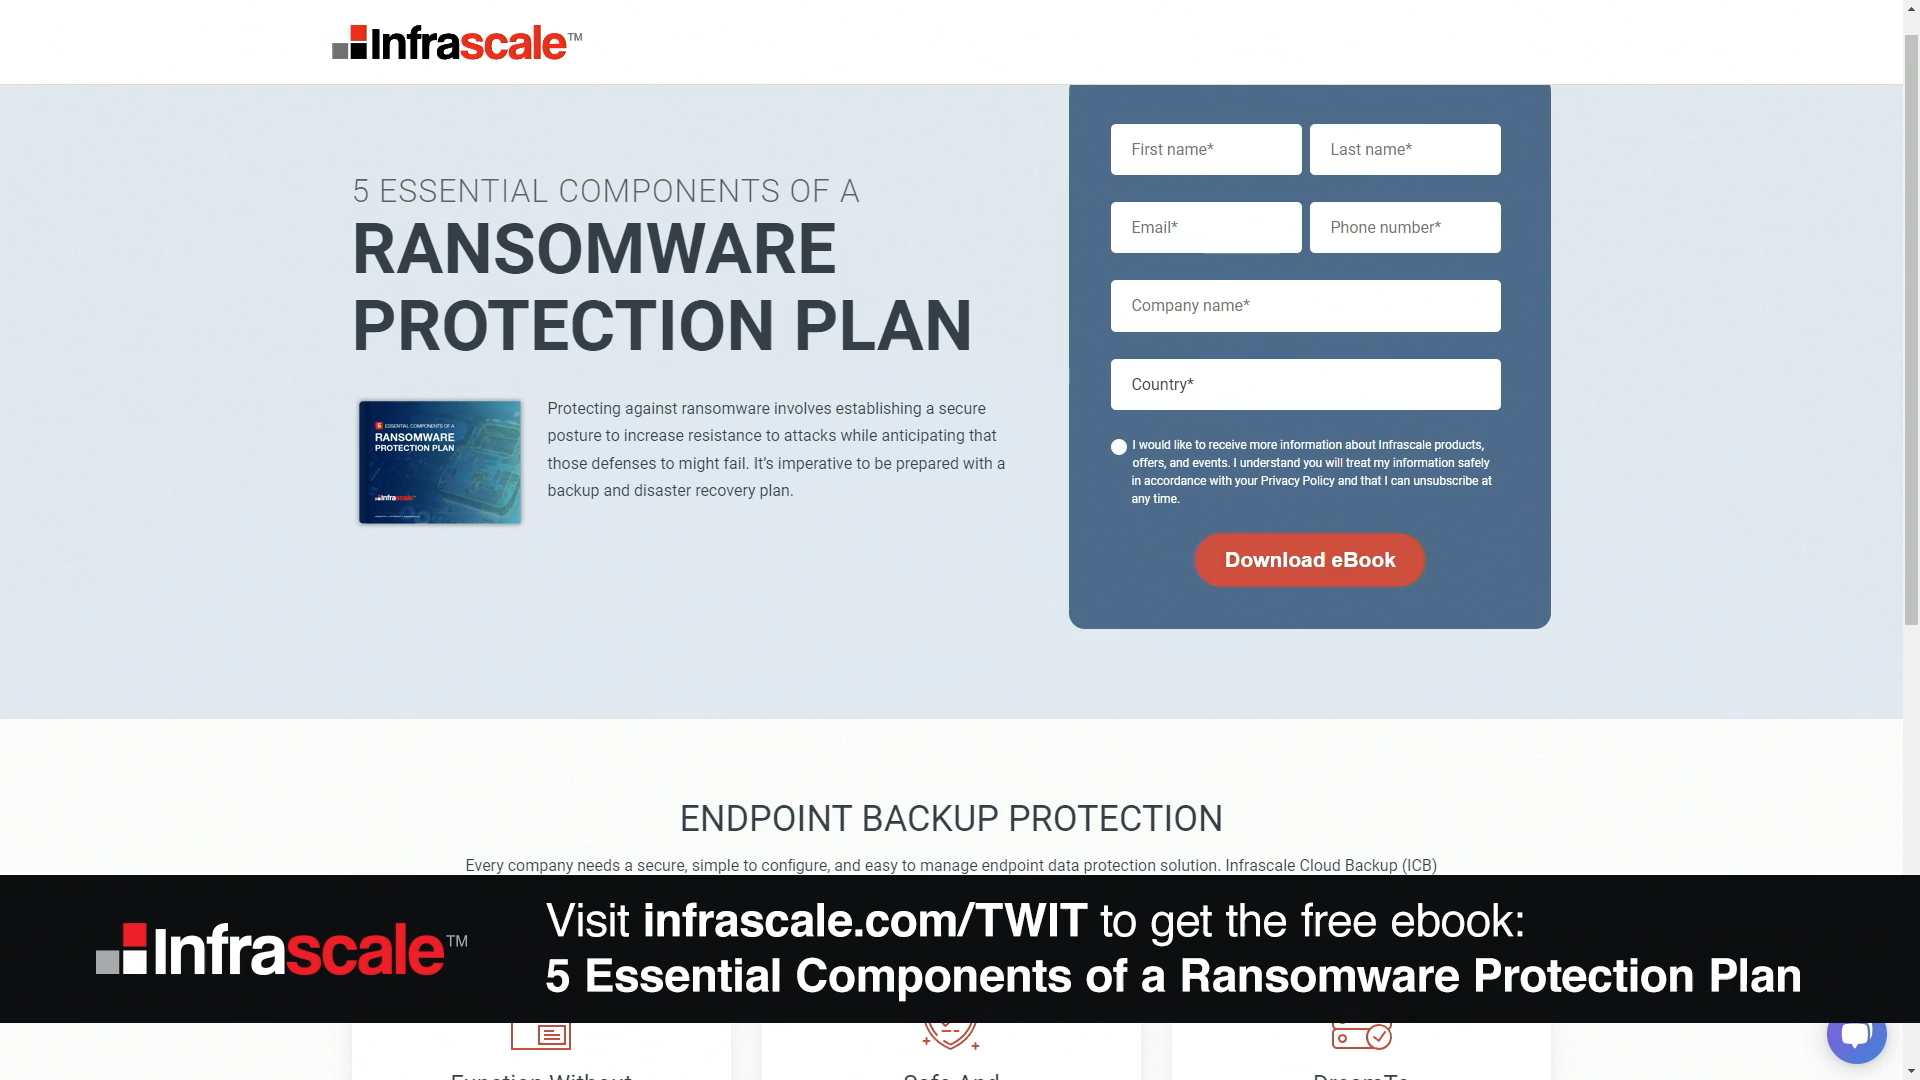 Infrascale™
5 ESSENTIAL COMPONENTS OF A
RANSOMWARE
PROTECTION PLAN
5 ESSENTIAL COMPONENTS OF A
RANSOMWARE
PROTECTION PLAN
Infrascale
Protecting against ransomware involves establishing a secure
posture to increase resistance to attacks while anticipating that
those defenses to might fail. It’s imperative to be prepared with a
backup and disaster recovery plan.
First name*
Last name*
Email*
Phone number*
Company name*
Country*
I would like to receive more information about Infrascale products,
offers, and events. I understand you will treat my information safely
in accordance with your Privacy Policy and that I can unsubscribe at
any time.
Download eBook
ENDPOINT BACKUP PROTECTION
Every company needs a secure, simple to configure, and easy to manage endpoint data protection solution. Infrascale Cloud Backup (ICB)
Infrascale™
Visit infrascale.com/TWIT to get the free ebook:
5 Essential Components of a Ransomware Protection Plan
Function Without
Safe And